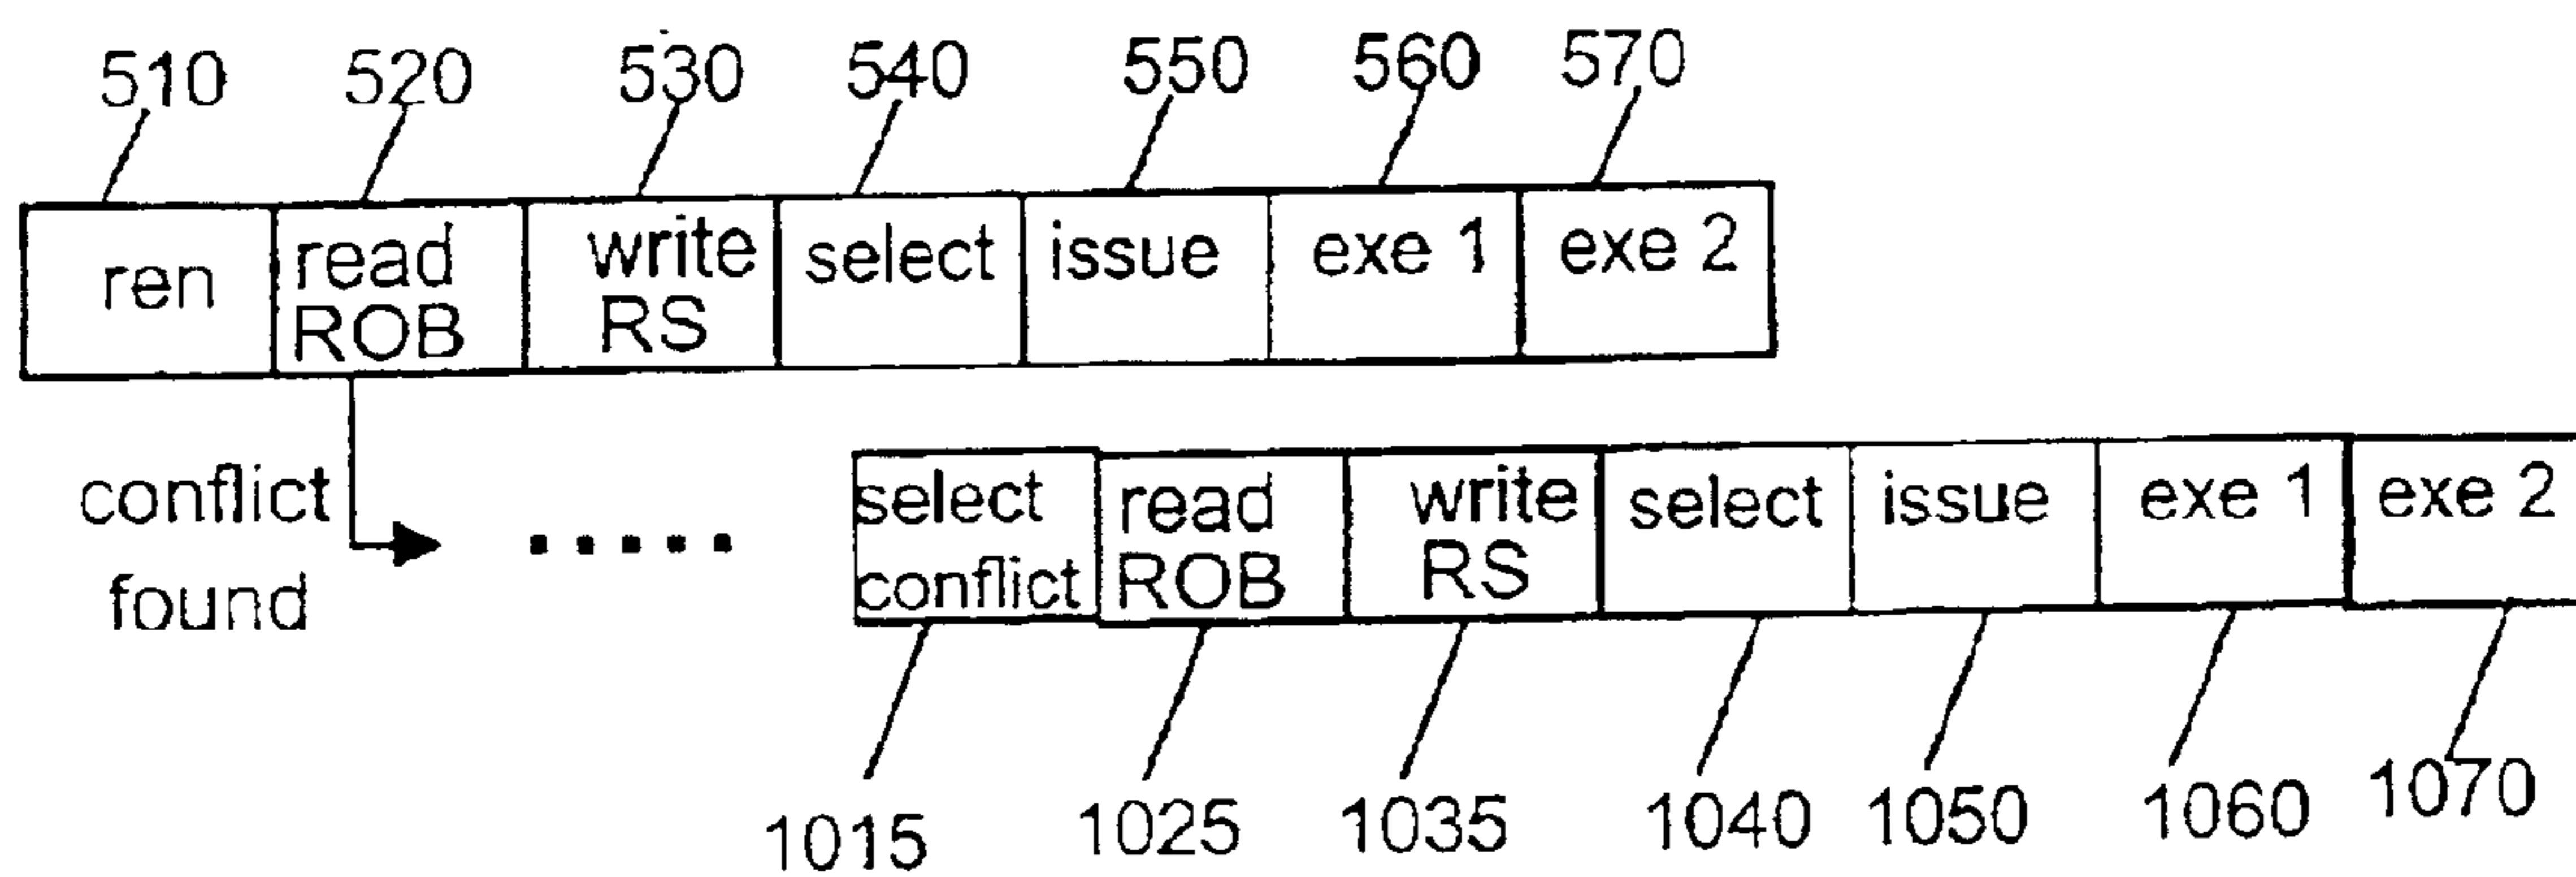 510 520 530 540 550 560 570
ren read ROB write RS select issue exe 1 exe 2
conflict found
select conflict read ROB write RS select issue exe 1 exe 2
1015 1025 1035 1040 1050 1060 1070